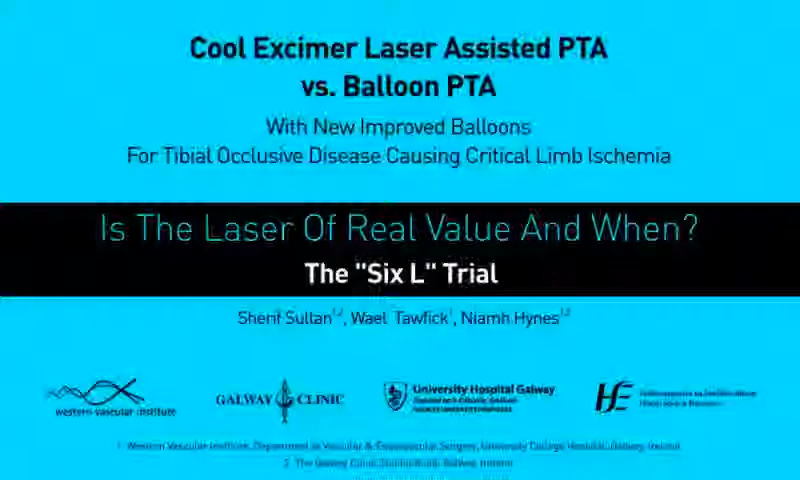 Cool Excimer Laser Assisted PTA
vs. Balloon PTA
With New Improved Balloons
For Tibial Occlusive Disease Causing Critical Limb Ischemia
Is The Laser Of Real Value And When?
The "Six L" Trial
Sherif Sultan1,2, Wael Tawfick1, Niamh Hynes1,2
western vascular institute
GALWAY CLINIC
University Hospital Galway
HE
1. Western Vascular Institute, Department of Vascular & Endovascular Surgery, University College Hospital, Galway, Ireland
2. The Galway Clinic, Galway, Ireland